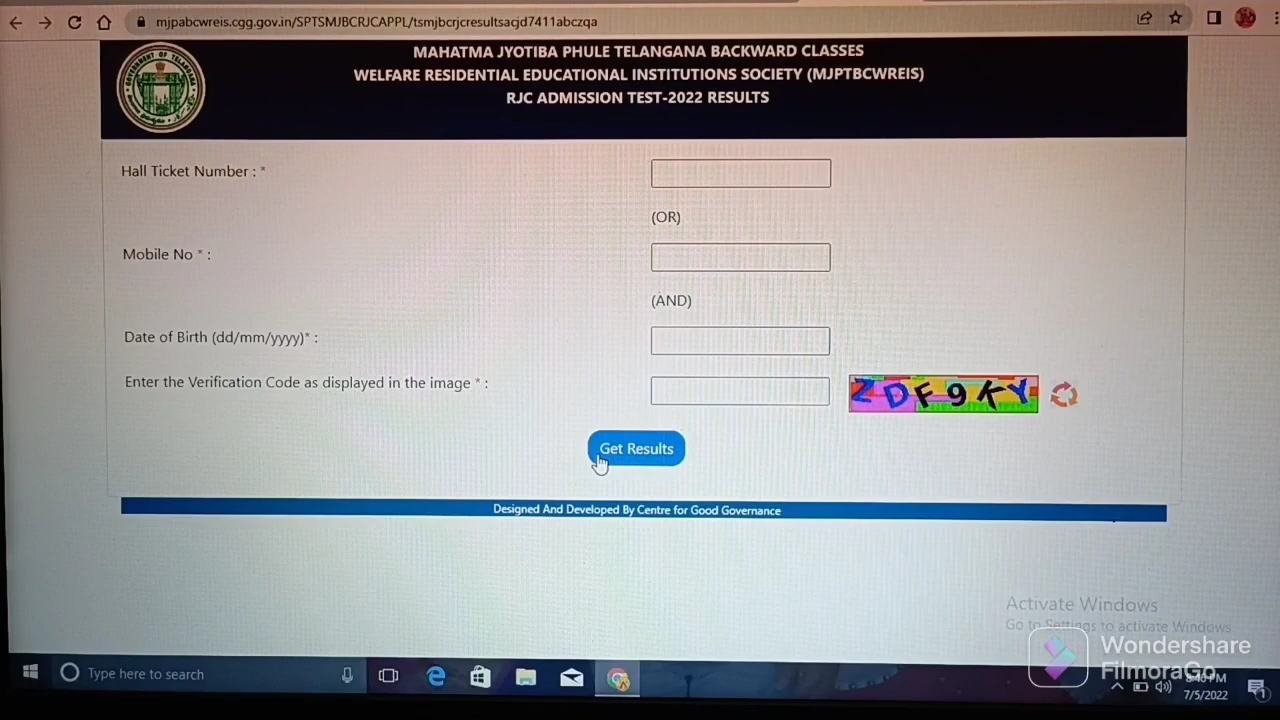 mjpabcwreis.cgg.gov.in/SPTSMJBCRJCAPPL/tsmjbcrjcresultsacjd7411abczqa
MAHATMA JYOTIBA PHULE TELANGANA BACKWARD CLASSES
WELFARE RESIDENTIAL EDUCATIONAL INSTITUTIONS SOCIETY (MJPTBCWREIS)
RJC ADMISSION TEST-2022 RESULTS
Hall Ticket Number : *
(OR)
Mobile No * :
(AND)
Date of Birth (dd/mm/yyyy)* :
Enter the Verification Code as displayed in the image * :
ZDF9KY
Get Results
Designed And Developed By Centre for Good Governance
Activate Windows
Go to Settings to activate Windows
Wondershare
FilmoraGo
Type here to search
PM
7/5/2022